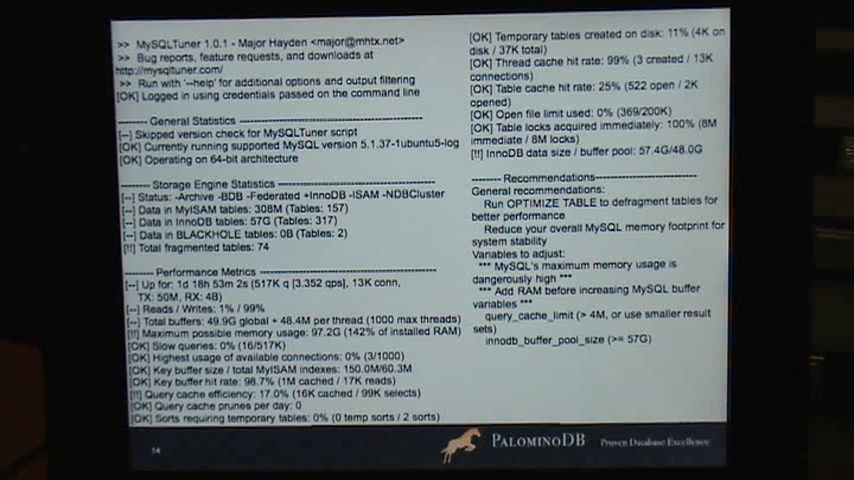 >> MySQLTuner 1.0.1 - Major Hayden <major@mhtx.net>
>> Bug reports, feature requests, and downloads at
http://mysqltuner.com/
>> Run with '--help' for additional options and output filtering
[OK] Logged in using credentials passed on the command line
-------- General Statistics --------------------------------------------------
[--] Skipped version check for MySQLTuner script
[OK] Currently running supported MySQL version 5.1.37-1ubuntu5-log
[OK] Operating on 64-bit architecture
-------- Storage Engine Statistics -------------------------------------------
[--] Status: -Archive -BDB -Federated +InnoDB -ISAM -NDBCluster
[--] Data in MyISAM tables: 308M (Tables: 157)
[--] Data in InnoDB tables: 57G (Tables: 317)
[--] Data in BLACKHOLE tables: 0B (Tables: 2)
[!!] Total fragmented tables: 74
-------- Performance Metrics -------------------------------------------------
[--] Up for: 1d 18h 53m 2s (517K q [3.352 qps], 13K conn,
TX: 50M, RX: 4B)
[--] Reads / Writes: 1% / 99%
[--] Total buffers: 49.9G global + 48.4M per thread (1000 max threads)
[!!] Maximum possible memory usage: 97.2G (142% of installed RAM)
[OK] Slow queries: 0% (16/517K)
[OK] Highest usage of available connections: 0% (3/1000)
[OK] Key buffer size / total MyISAM indexes: 150.0M/60.3M
[OK] Key buffer hit rate: 98.7% (1M cached / 17K reads)
[!!] Query cache efficiency: 17.0% (16K cached / 99K selects)
[OK] Query cache prunes per day: 0
[OK] Sorts requiring temporary tables: 0% (0 temp sorts / 2 sorts)
[OK] Temporary tables created on disk: 11% (4K on
disk / 37K total)
[OK] Thread cache hit rate: 99% (3 created / 13K
connections)
[OK] Table cache hit rate: 25% (522 open / 2K
opened)
[OK] Open file limit used: 0% (369/200K)
[OK] Table locks acquired immediately: 100% (8M
immediate / 8M locks)
[!!] InnoDB data size / buffer pool: 57.4G/48.0G
-------- Recommendations-----------------------------------
General recommendations:
Run OPTIMIZE TABLE to defragment tables for
better performance
Reduce your overall MySQL memory footprint for
system stability
Variables to adjust:
*** MySQL's maximum memory usage is
dangerously high ***
*** Add RAM before increasing MySQL buffer
variables ***
query_cache_limit (> 4M, or use smaller result
sets)
innodb_buffer_pool_size (>= 57G)
14
PALOMINODB Proven Database Excellence